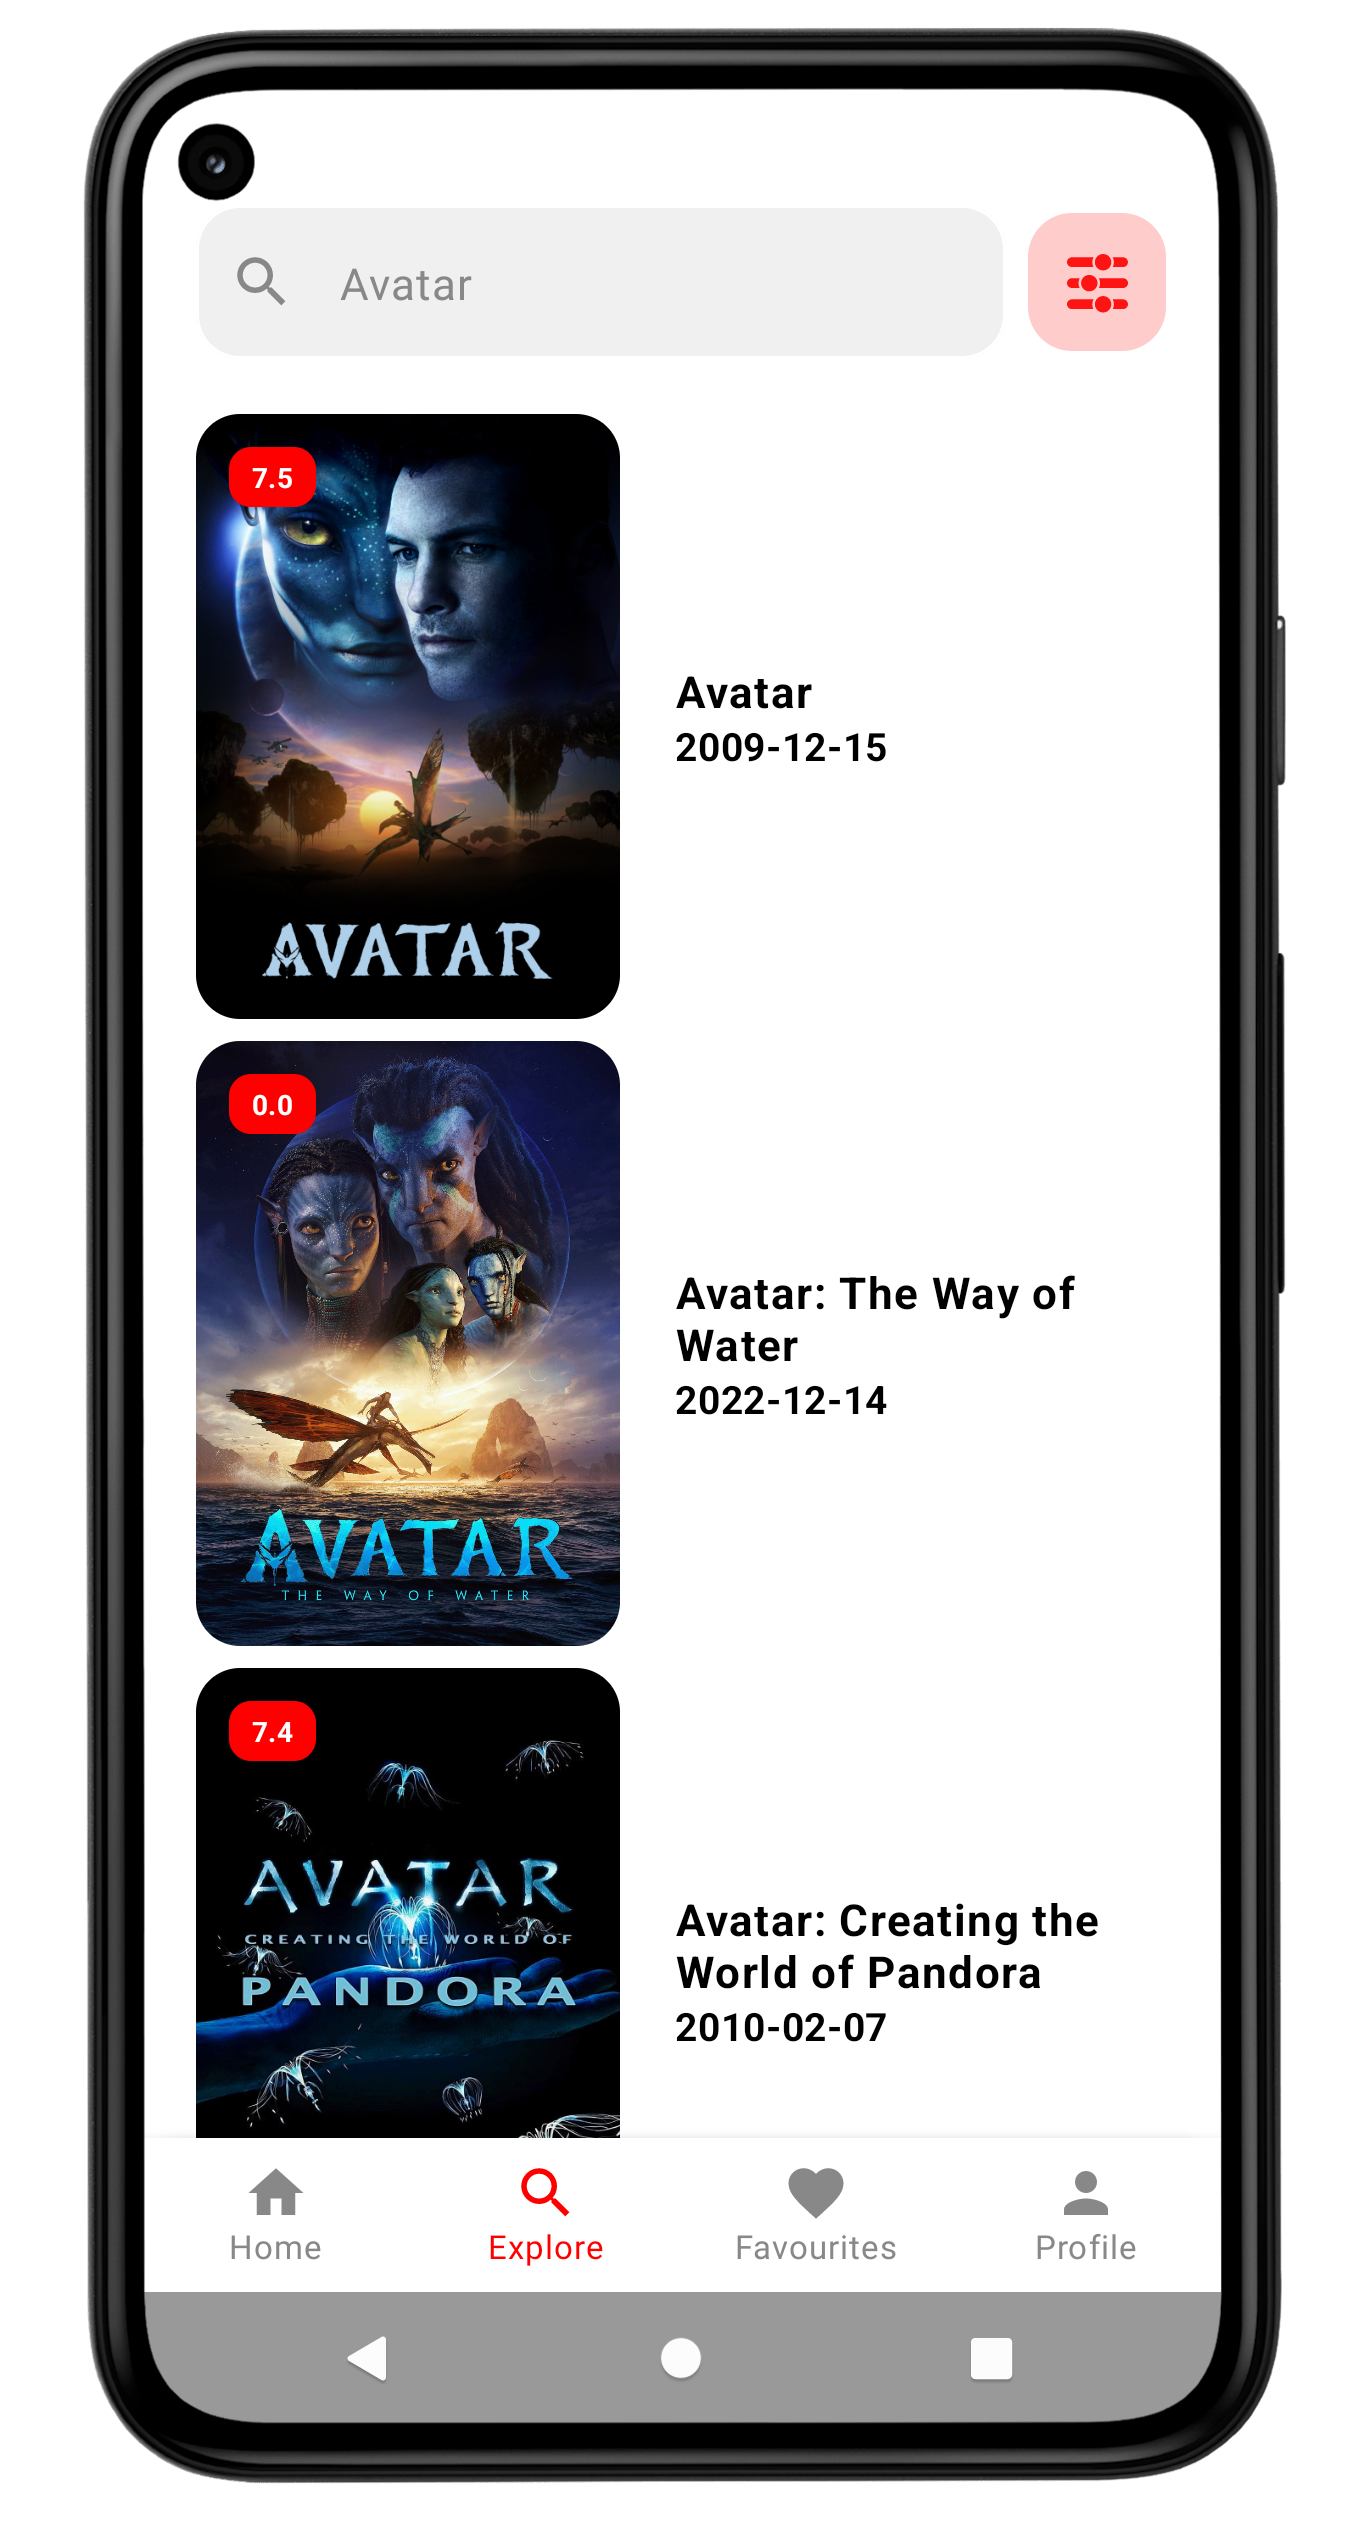 Avatar
7.5
AVATAR
Avatar
2009-12-15
0.0
AVATAR
THE WAY OF WATER
Avatar: The Way of
Water
2022-12-14
7.4
AVATAR
CREATING THE WORLD OF
PANDORA
Avatar: Creating the
World of Pandora
2010-02-07
Home
Explore
Favourites
Profile